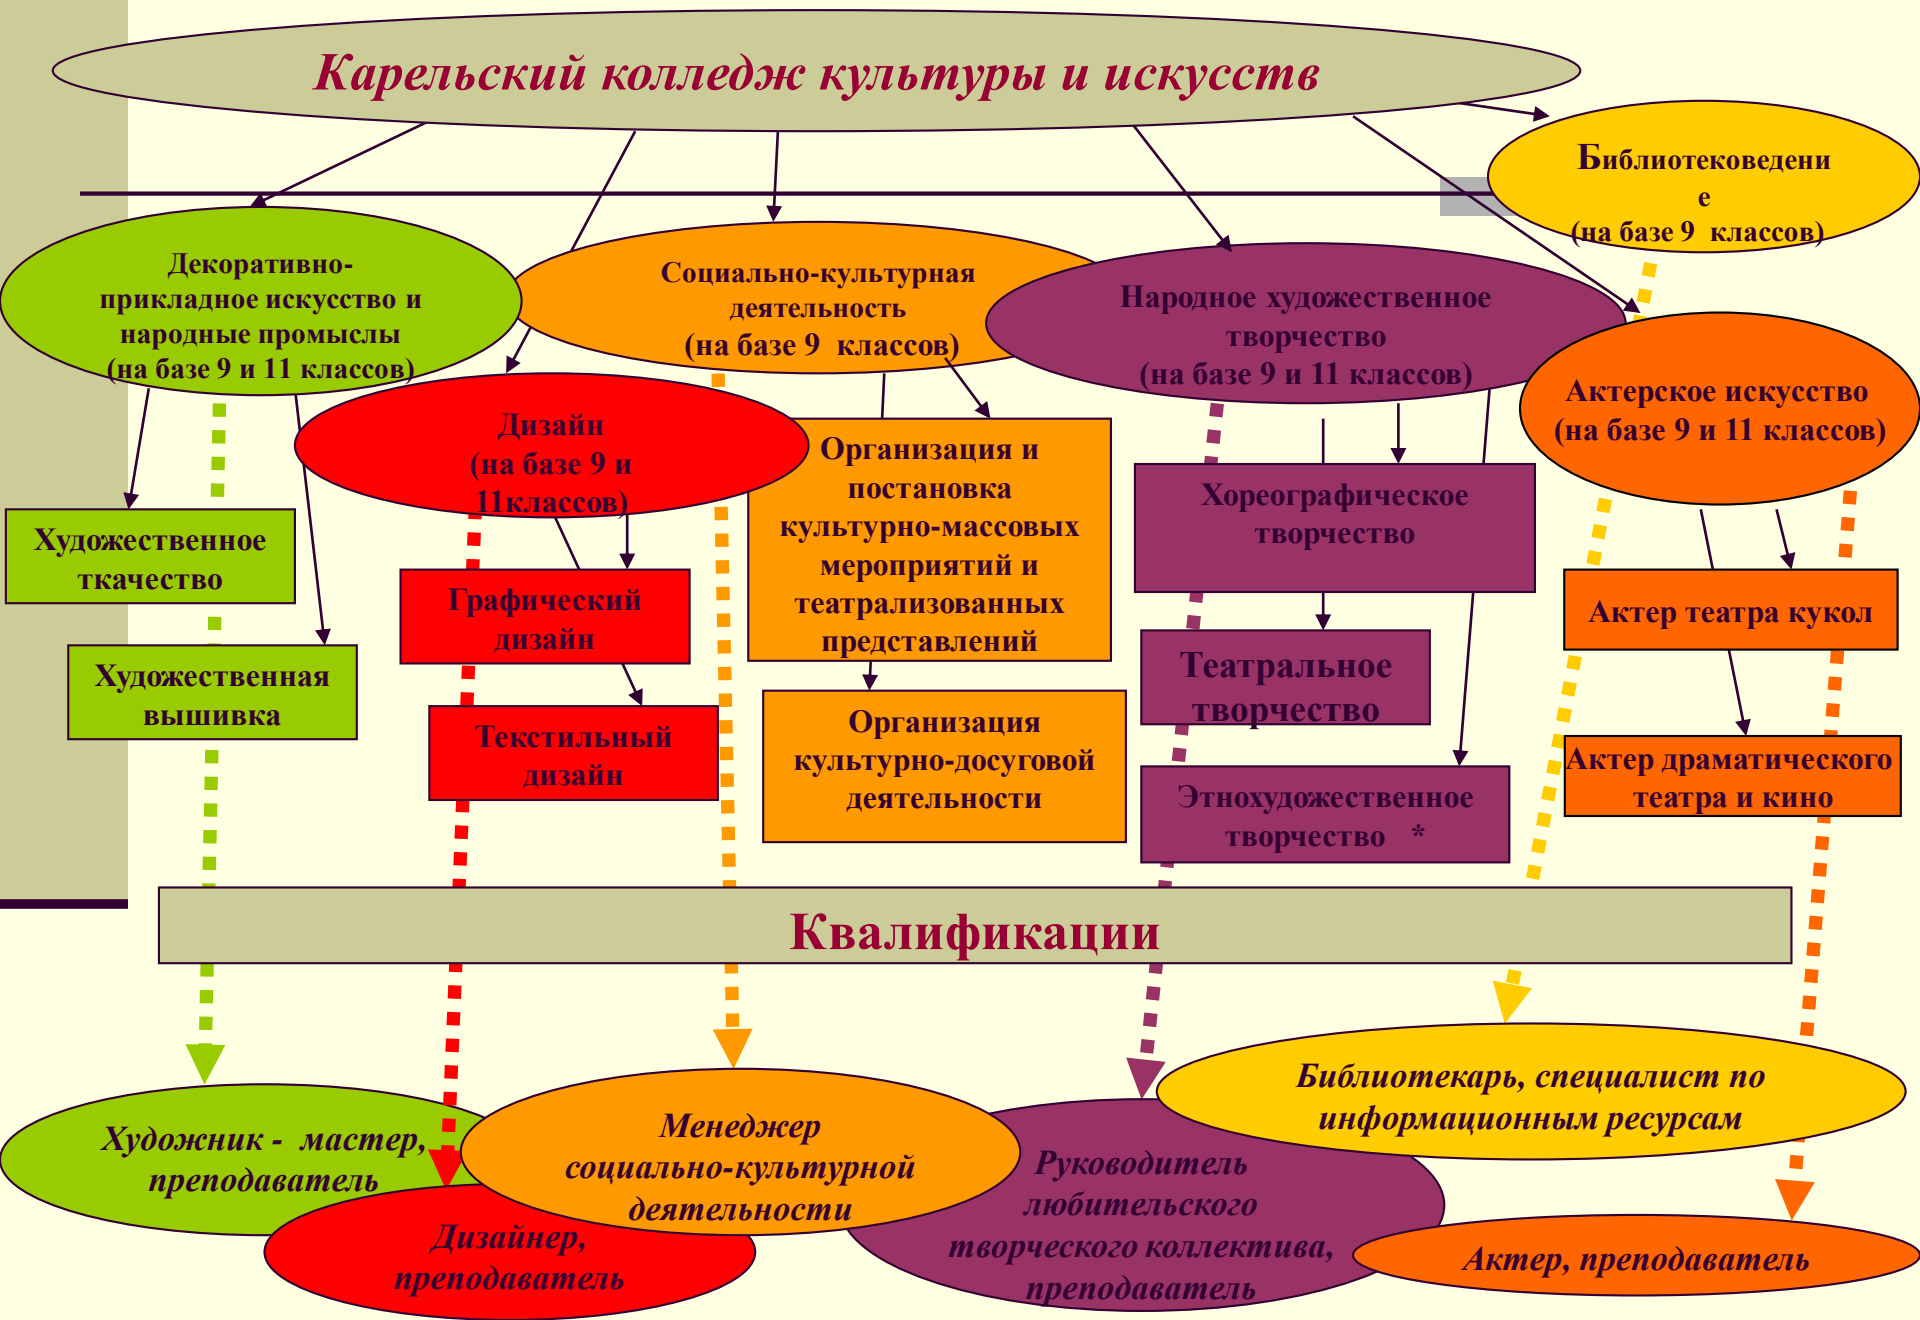 Карельский колледж культуры и искусств
Библиотековедени
е
(на базе 9 классов)
Декоративно-
прикладное искусство и
народные промыслы
(на базе 9 и 11 классов)
Социально-культурная
деятельность
(на базе 9 классов)
Народное художественное
творчество
(на базе 9 и 11 классов)
Актерское искусство
(на базе 9 и 11 классов)
Дизайн
(на базе 9 и
11классов)
Организация и
постановка
культурно-массовых
мероприятий и
театрализованных
представлений
Хореографическое
творчество
Художественное
ткачество
Графический
дизайн
Актер театра кукол
Художественная
вышивка
Театральное
творчество
Текстильный
дизайн
Организация
культурно-досуговой
деятельности
Этнохудожественное
творчество *
Актер драматического
театра и кино
Квалификации
Художник - мастер,
преподаватель
Дизайнер,
преподаватель
Менеджер
социально-культурной
деятельности
Руководитель
любительского
творческого коллектива,
преподаватель
Библиотекарь, специалист по
информационным ресурсам
Актер, преподаватель